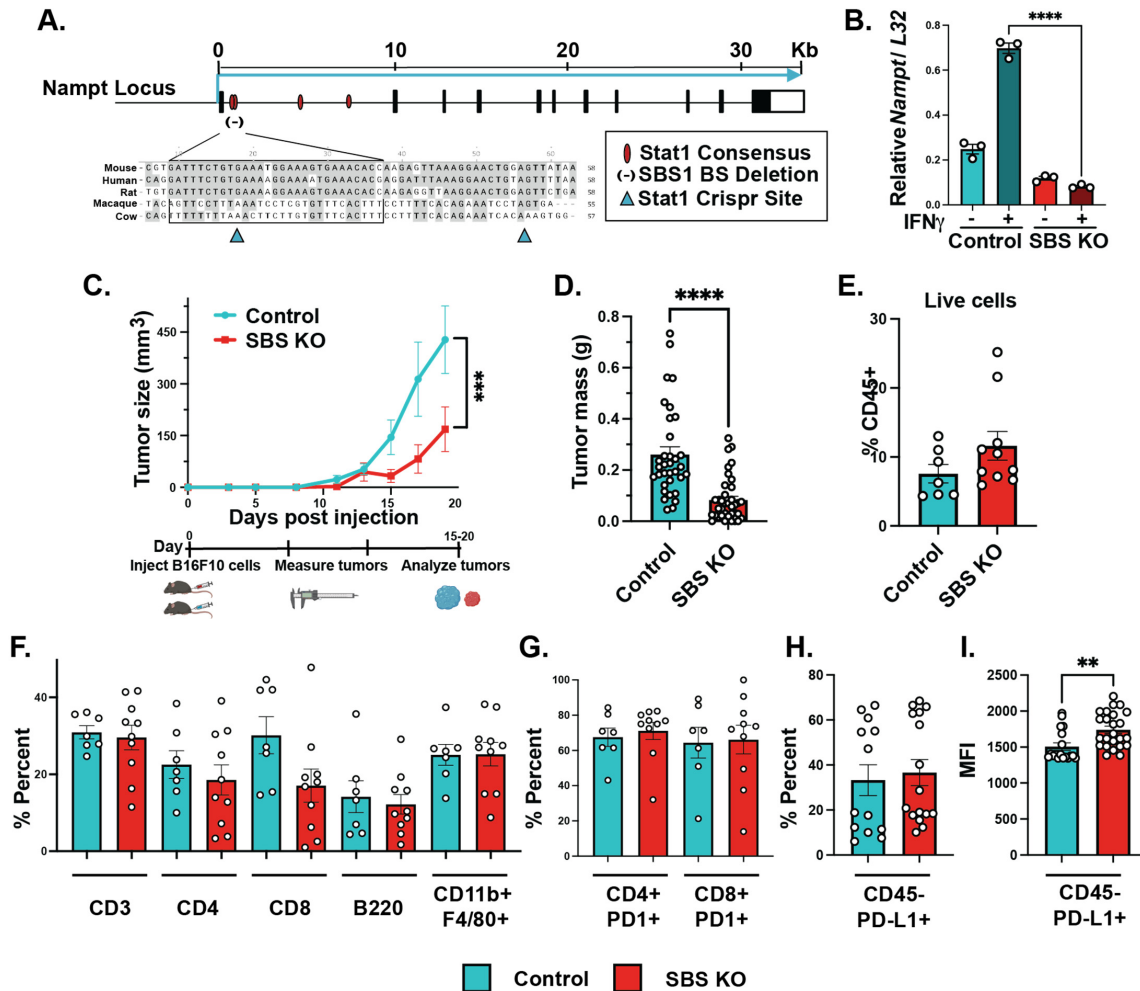 A.
0 10 20 30 Kb
Nampt Locus
(-)
Mouse - CGTGATTTCTGTGAAATGGAAAGTGAAACACCAAGAGTTAAAGGAACTGGAGTTATAA 58
Stat1 Consensus
(-) SBS1 BS Deletion
Stat1 Crispr Site
Human
Rat
Macaque
Cow
58
58
55
57
B.
Relative Nampt/ L32
0.8
0.6
0.4
0.2
0.0
****
IFNγ - + - +
Control SBS KO
C.
Tumor size (mm3)
450
300
150
0
Control
SBS KO
***
0 5 10 15 20
Days post injection
Day 0 15-20
Inject B16F10 cells Measure tumors Analyze tumors
D.
Tumor mass (g)
0.8
0.6
0.4
0.2
0.0
****
Control SBS KO
E.
Live cells
% CD45+
30
20
10
0
Control SBS KO
F.
% Percent
40
20
0
CD3 CD4 CD8 B220 CD11b+
F4/80+
G.
% Percent
100
80
60
40
20
0
CD4+ CD8+
PD1+ PD1+
H.
% Percent
80
60
40
20
0
CD45-
PD-L1+
I.
MFI
2500
2000
1500
1000
500
0
**
CD45-
PD-L1+
Control SBS KO